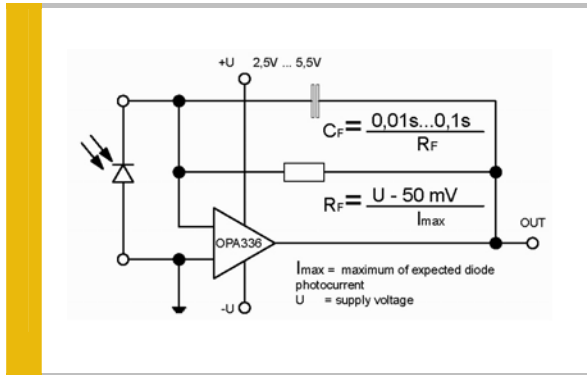 +U 2,5V ... 5,5V
CF= 0,01s...0,1s
RF
RF= U - 50 mV
Imax
OPA336
OUT
Imax = maximum of expected diode
photocurrent
U = supply voltage
-U